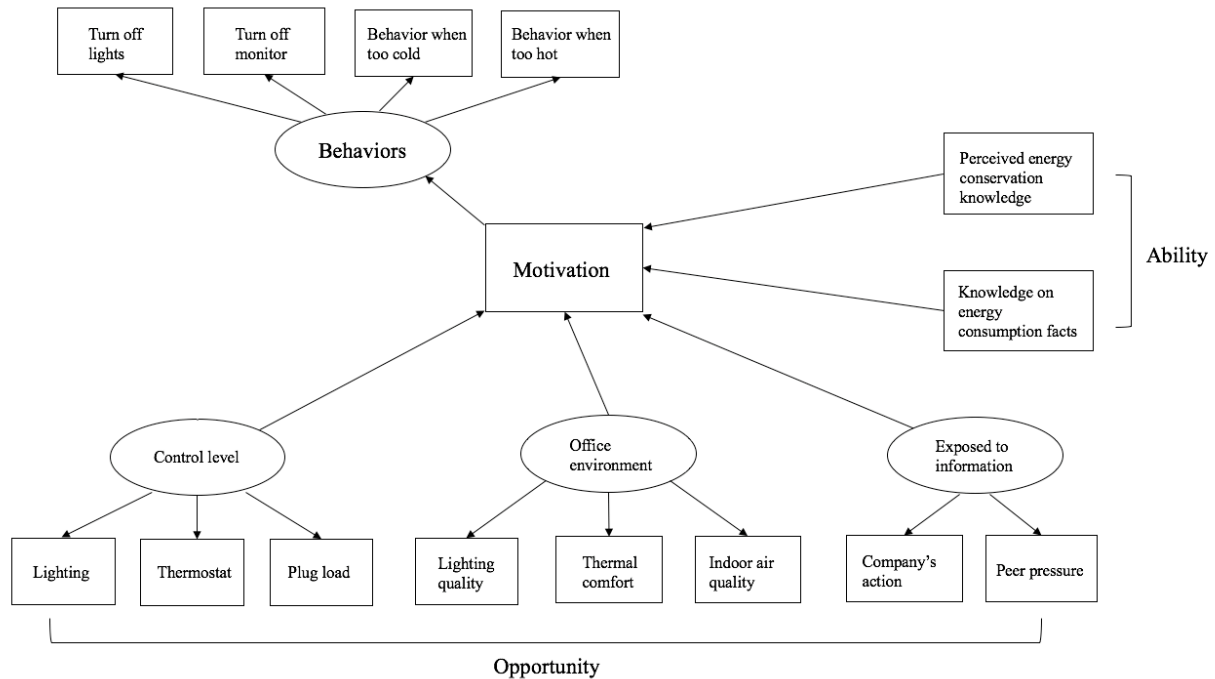 Turn off
lights
Turn off
monitor
Behavior when
too cold
Behavior when
too hot
Behaviors
Perceived energy
conservation
knowledge
Ability
Motivation
Knowledge on
energy
consumption facts
Control level
Office
environment
Exposed to
information
Lighting
Thermostat
Plug load
Lighting
quality
Thermal
comfort
Indoor air
quality
Company's
action
Peer pressure
Opportunity